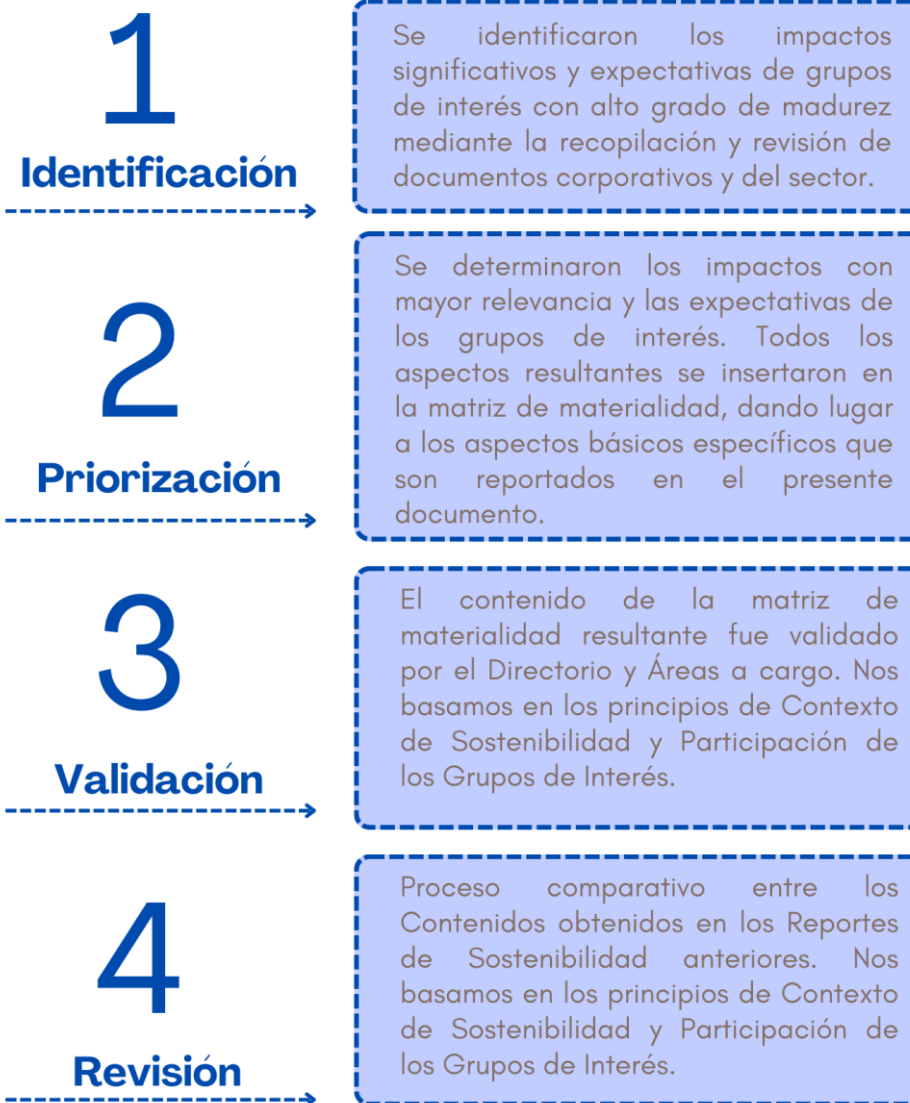 1
Identificación
Se identificaron los impactos
significativos y expectativas de grupos
de interés con alto grado de madurez
mediante la recopilación y revisión de
documentos corporativos y del sector.
2
Priorización
Se determinaron los impactos con
mayor relevancia y las expectativas de
los grupos de interés. Todos los
aspectos resultantes se insertaron en
la matriz de materialidad, dando lugar
a los aspectos básicos específicos que
son reportados en el presente
documento.
3
Validación
El contenido de la matriz de
materialidad resultante fue validado
por el Directorio y Áreas a cargo. Nos
basamos en los principios de Contexto
de Sostenibilidad y Participación de
los Grupos de Interés.
4
Revisión
Proceso comparativo entre los
Contenidos obtenidos en los Reportes
de Sostenibilidad anteriores. Nos
basamos en los principios de Contexto
de Sostenibilidad y Participación de
los Grupos de Interés.